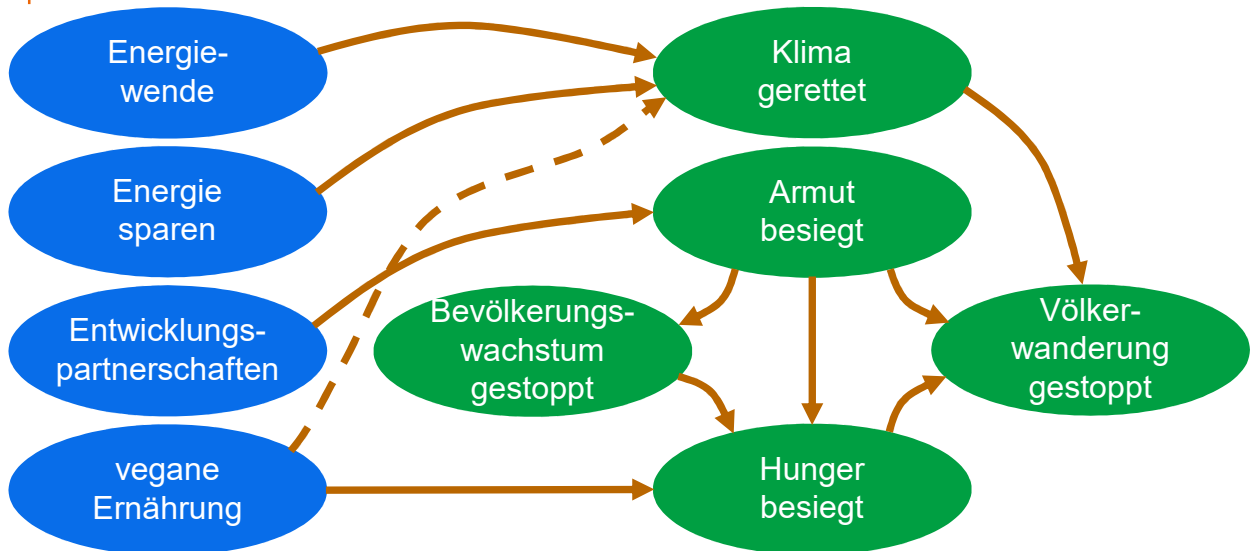 Energie-
wende
Klima
gerettet
Energie
sparen
Armut
besiegt
Entwicklungs-
partnerschaften
Bevölkerungs-
wachstum
gestoppt
Völker-
wanderung
gestoppt
vegane
Ernährung
Hunger
besiegt